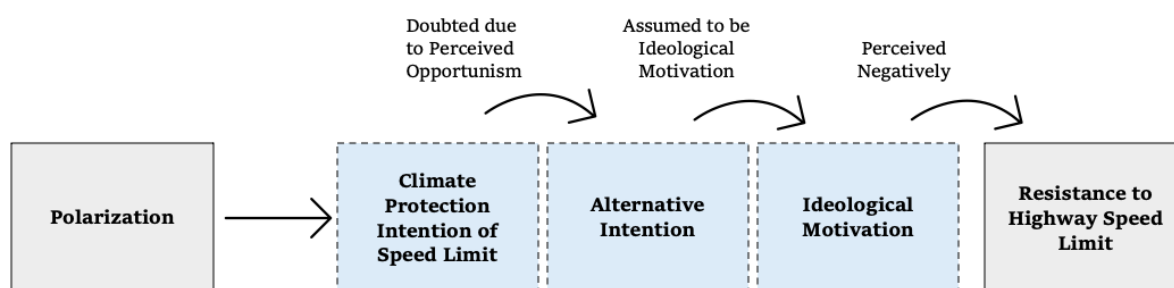 Doubted due
to Perceived
Opportunism
Assumed to be
Ideological
Motivation
Perceived
Negatively
Polarization
Climate
Protection
Intention of
Speed Limit
Alternative
Intention
Ideological
Motivation
Resistance to
Highway Speed
Limit